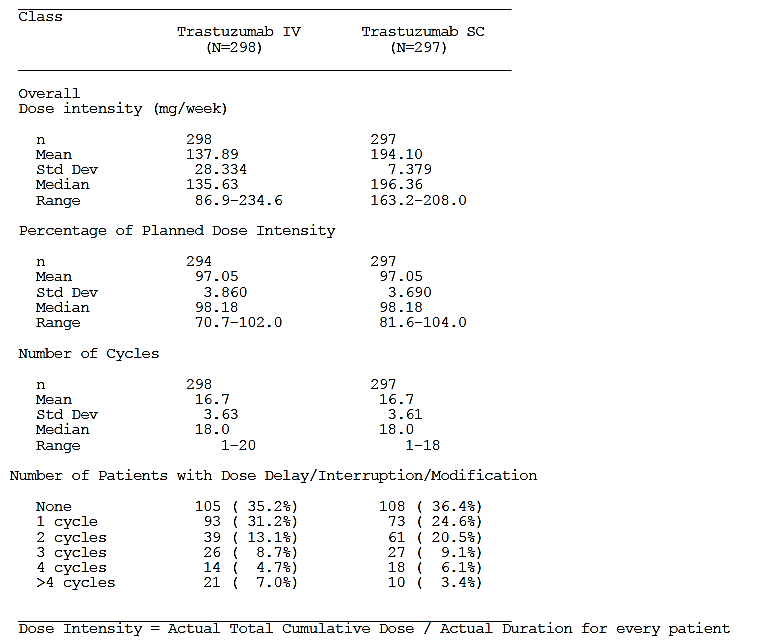 Class
Trastuzumab IV Trastuzumab SC
(N=298) (N=297)
Overall
Dose intensity (mg/week)
n 298 297
Mean 137.89 194.10
Std Dev 28.334 7.379
Median 135.63 196.36
Range 86.9-234.6 163.2-208.0
Percentage of Planned Dose Intensity
n 294 297
Mean 97.05 97.05
Std Dev 3.860 3.690
Median 98.18 98.18
Range 70.7-102.0 81.6-104.0
Number of Cycles
n 298 297
Mean 16.7 16.7
Std Dev 3.63 3.61
Median 18.0 18.0
Range 1-20 1-18
Number of Patients with Dose Delay/Interruption/Modification
None 105 ( 35.2%) 108 ( 36.4%)
1 cycle 93 ( 31.2%) 73 ( 24.6%)
2 cycles 39 ( 13.1%) 61 ( 20.5%)
3 cycles 26 ( 8.7%) 27 ( 9.1%)
4 cycles 14 ( 4.7%) 18 ( 6.1%)
>4 cycles 21 ( 7.0%) 10 ( 3.4%)
Dose Intensity = Actual Total Cumulative Dose / Actual Duration for every patient